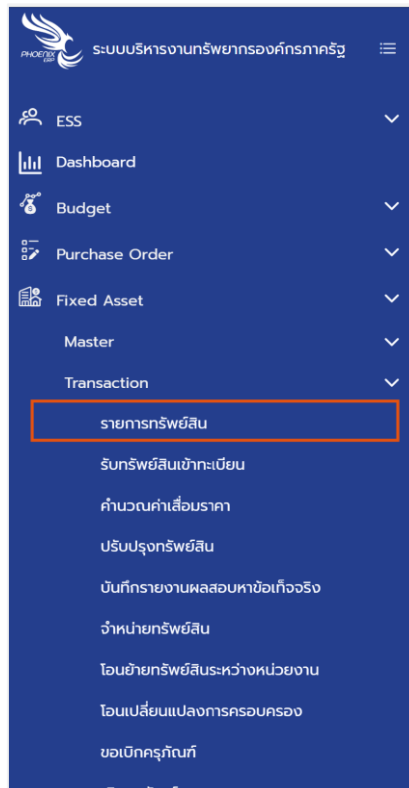 PHOENIX
ERP
ระบบบริหารงานทรัพยากรองค์กรภาครัฐ
ESS
Dashboard
Budget
Purchase Order
Fixed Asset
Master
Transaction
รายการทรัพย์สิน
รับทรัพย์สินเข้าทะเบียน
คำนวณค่าเสื่อมราคา
ปรับปรุงทรัพย์สิน
บันทึกรายงานผลสอบหาข้อเท็จจริง
จำหน่ายทรัพย์สิน
โอนย้ายทรัพย์สินระหว่างหน่วยงาน
โอนเปลี่ยนแปลงการครอบครอง
ขอเบิกครุภัณฑ์